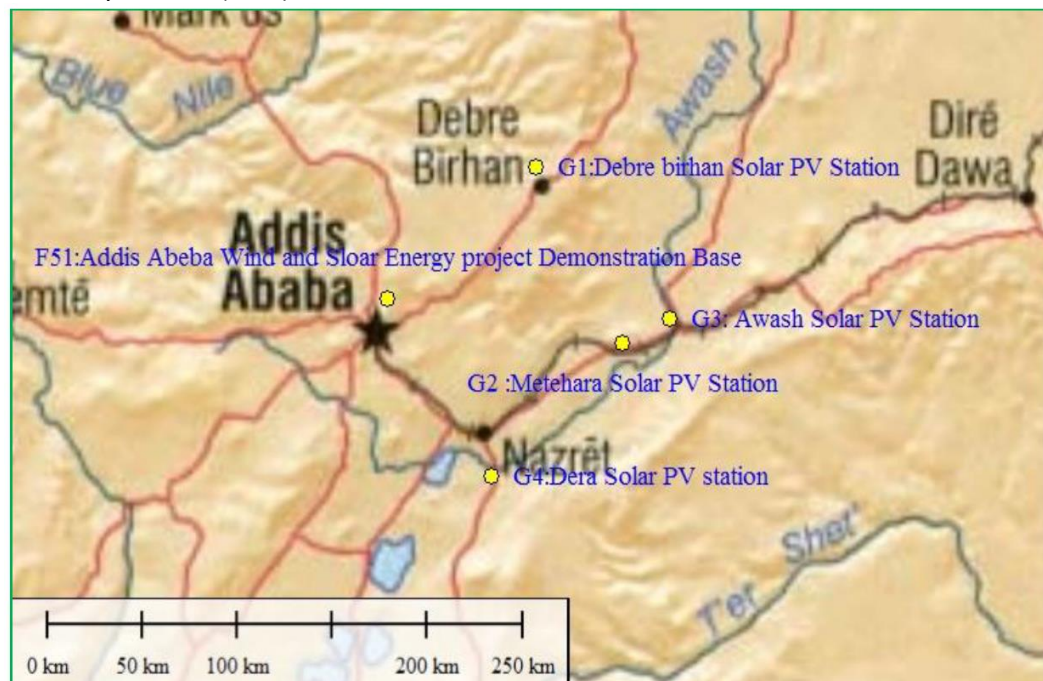 Blue
Nile
Awash
Debre
Birhan
Diré
Dawa
G1:Debre birhan Solar PV Station
Addis
F51:Addis Abeba Wind and Sloar Energy project Demonstration Base
Ababa
emté
G3: Awash Solar PV Station
G2 :Metehara Solar PV Station
Nazrēt
G4:Dera Solar PV station
T'er Shet'
0 km 50 km 100 km 200 km 250 km